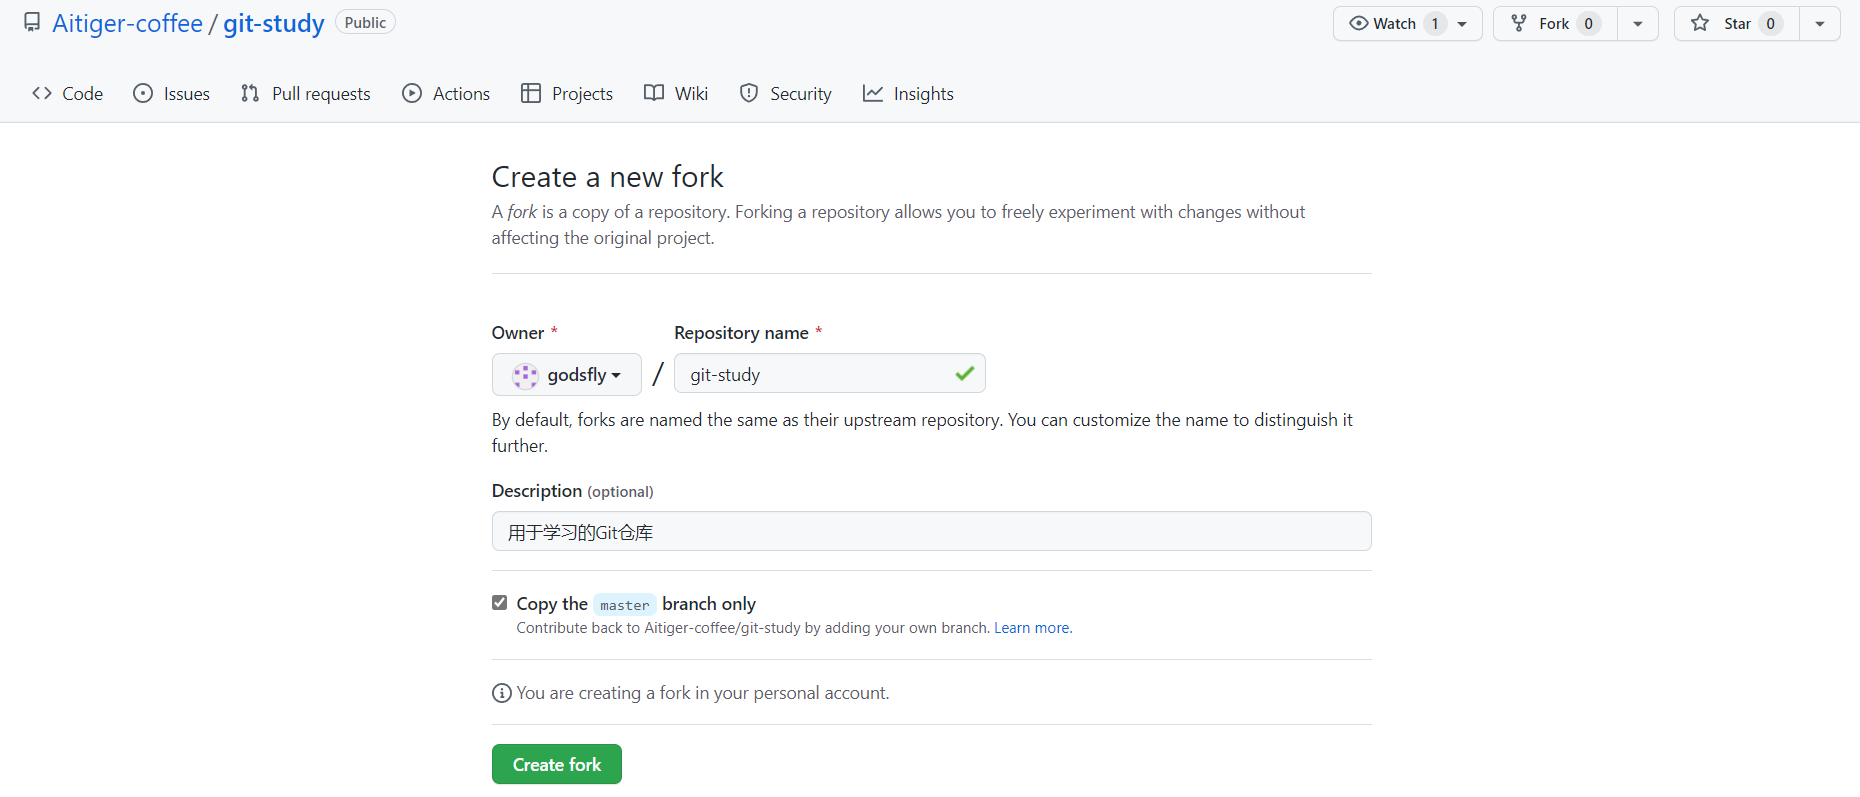 Aitiger-coffee / git-study Public
Watch 1 Fork 0 Star 0
Code Issues Pull requests Actions Projects Wiki Security Insights
Create a new fork
A fork is a copy of a repository. Forking a repository allows you to freely experiment with changes without
affecting the original project.
Owner * Repository name *
godsfly / git-study
By default, forks are named the same as their upstream repository. You can customize the name to distinguish it
further.
Description (optional)
用于学习的Git仓库
Copy the master branch only
Contribute back to Aitiger-coffee/git-study by adding your own branch. Learn more.
You are creating a fork in your personal account.
Create fork